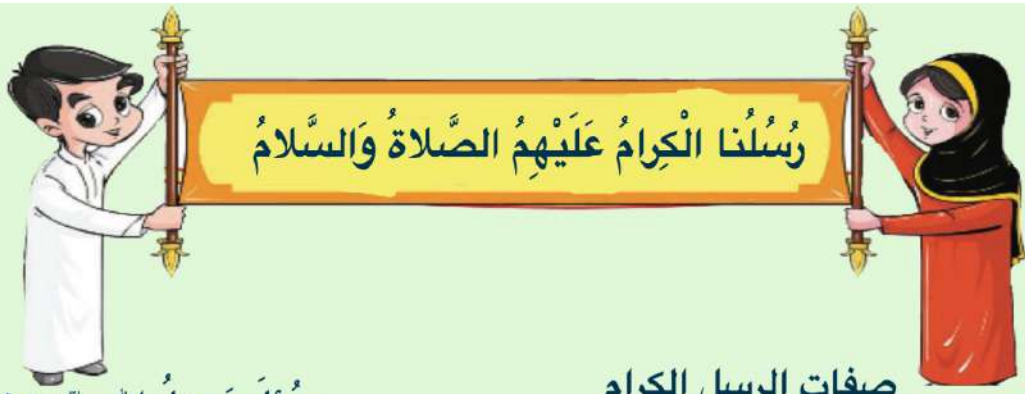 رُسُلُنا الْكِرامُ عَلَيْهِمُ الصَّلاةُ وَالسَّلامُ
صفات الرسل الكرام